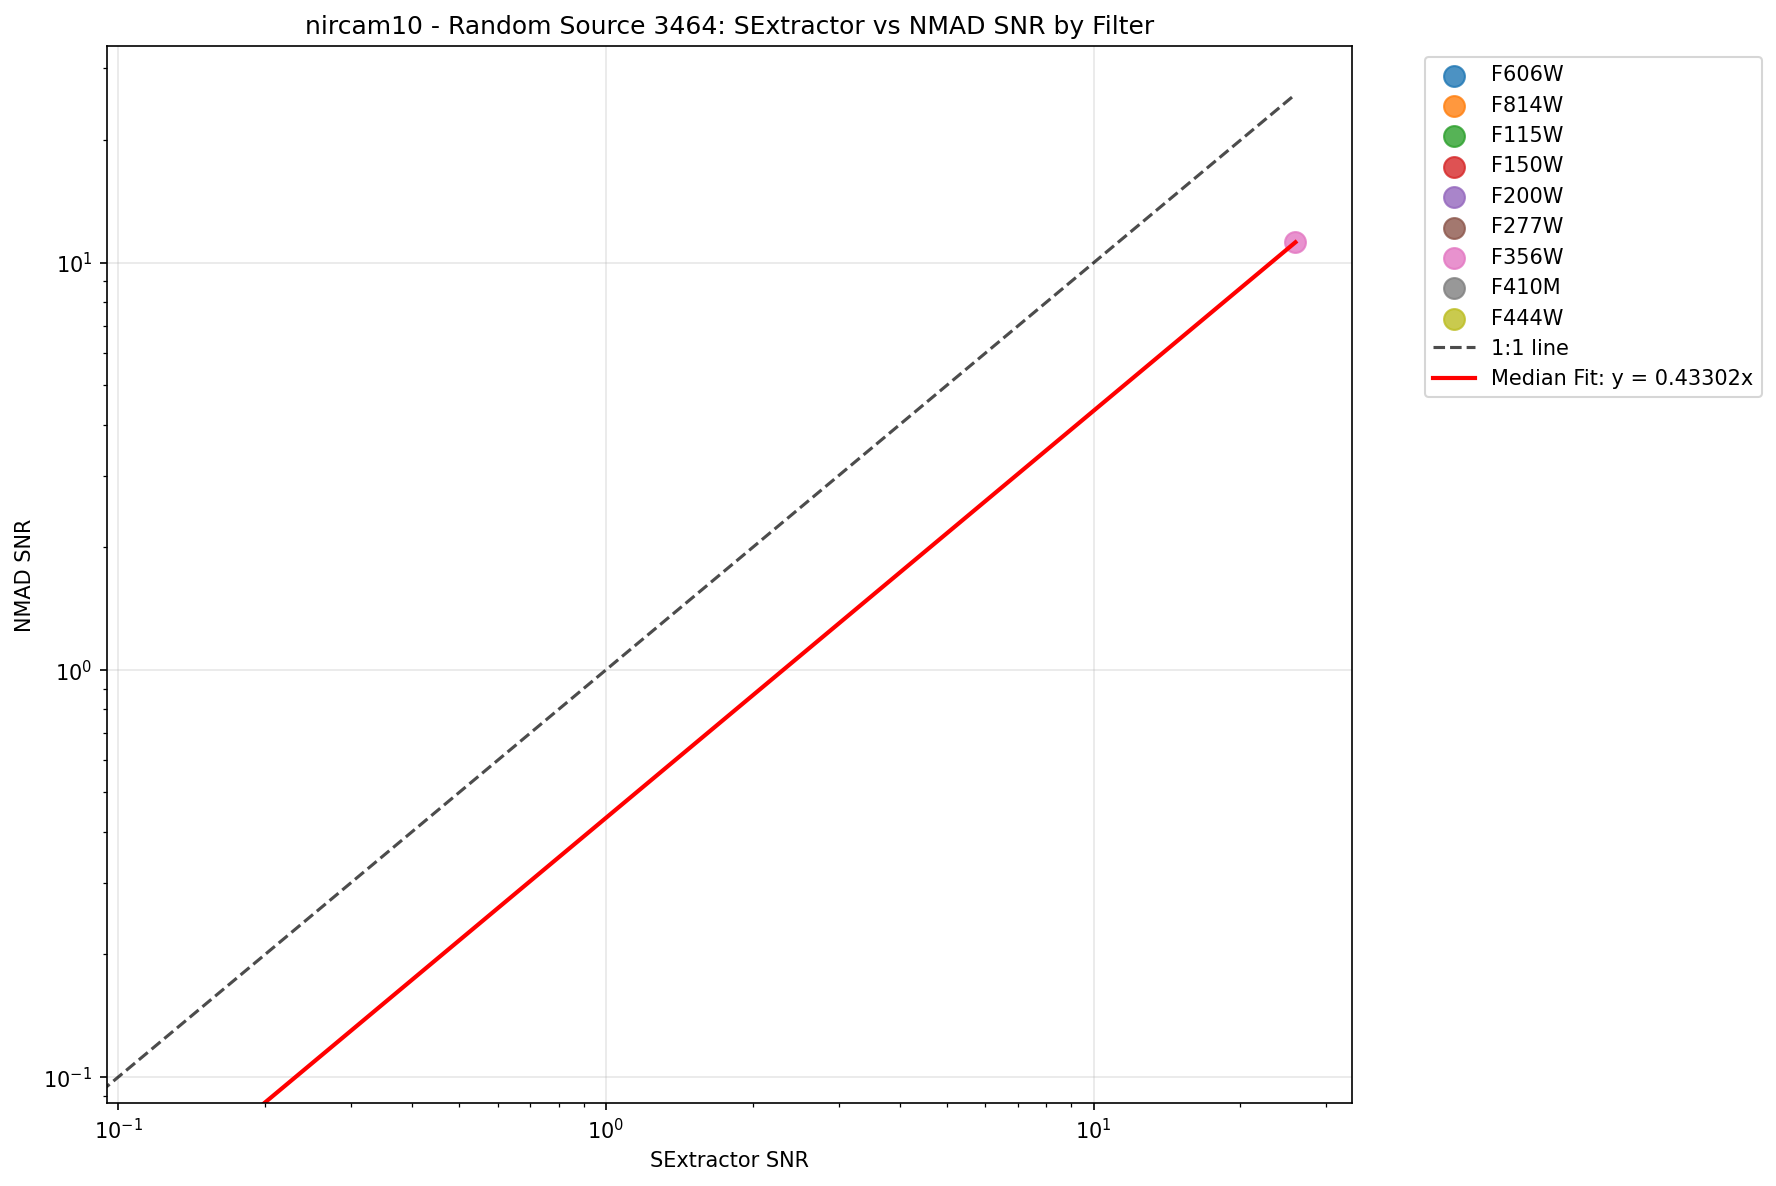 nircam10 - Random Source 3464: SExtractor vs NMAD SNR by Filter
F606W
F814W
F115W
F150W
F200W
F277W
F356W
F410M
F444W
1:1 line
Median Fit: y = 0.43302x
NMAD SNR
10¹
10⁰
10⁻¹
10⁻¹ 10⁰ 10¹
SExtractor SNR